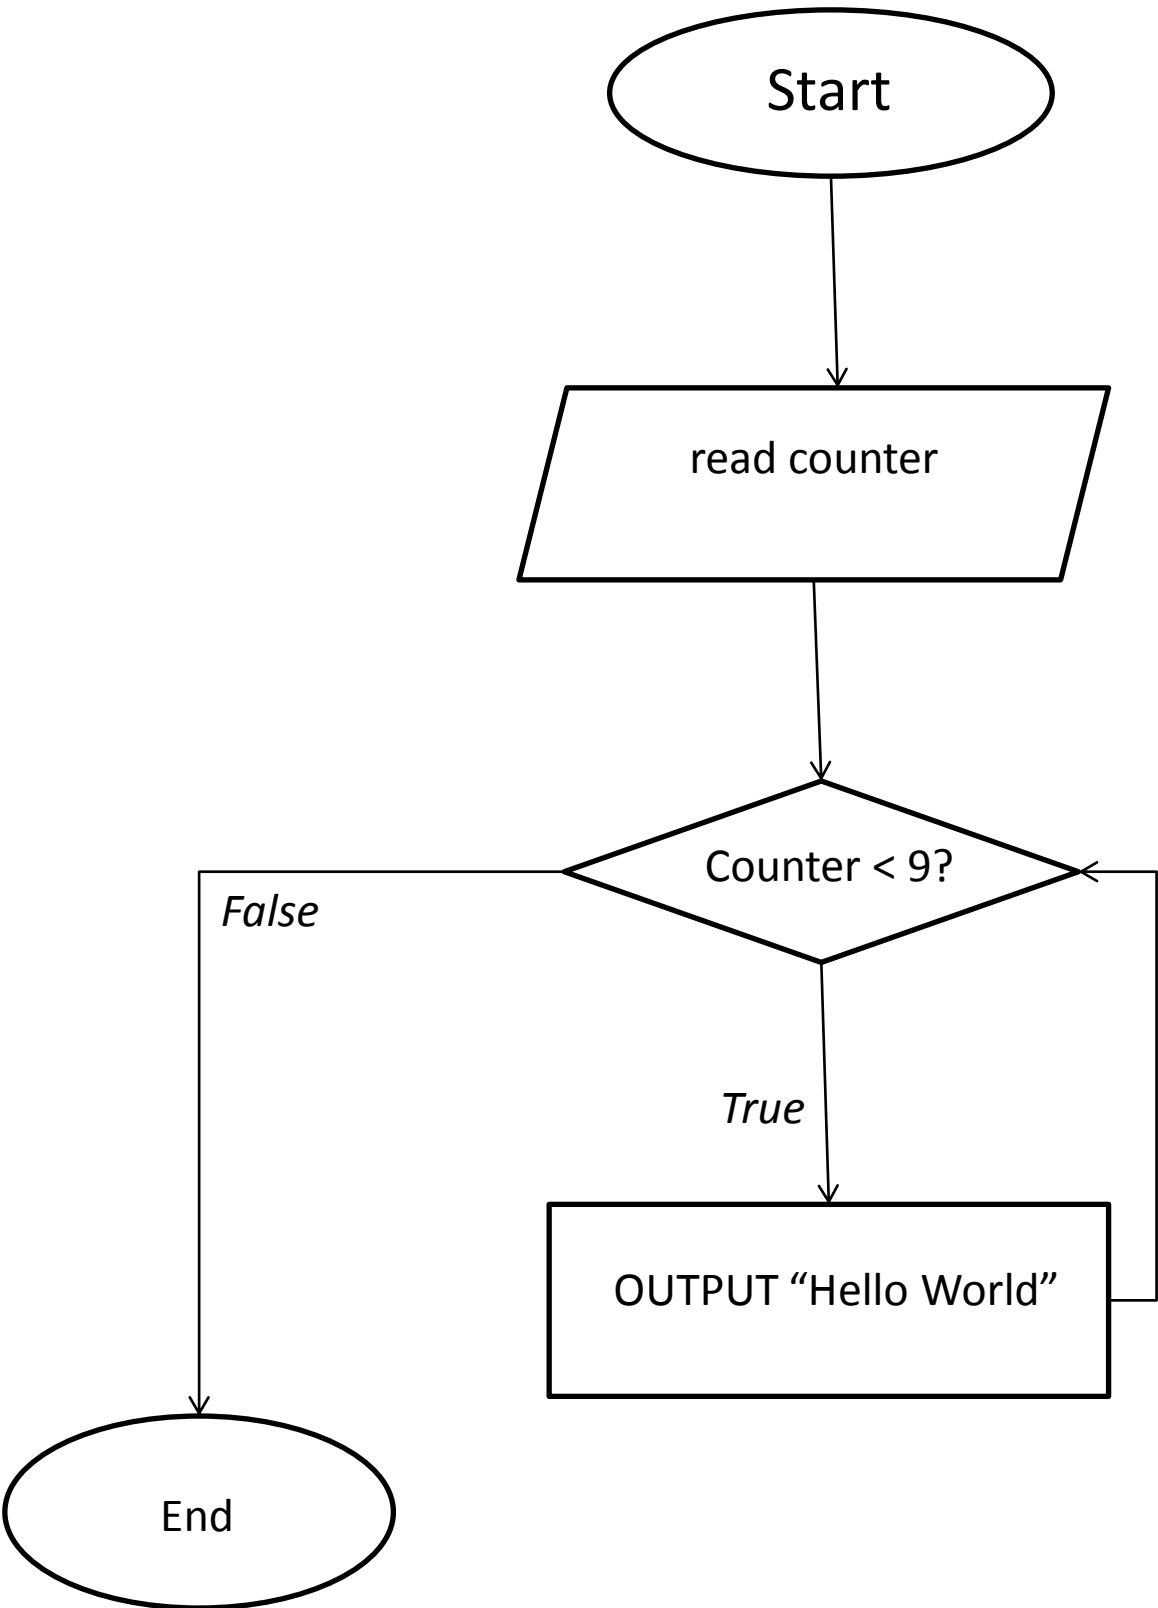 Start
read counter
Counter < 9?
False
True
OUTPUT “Hello World”
End